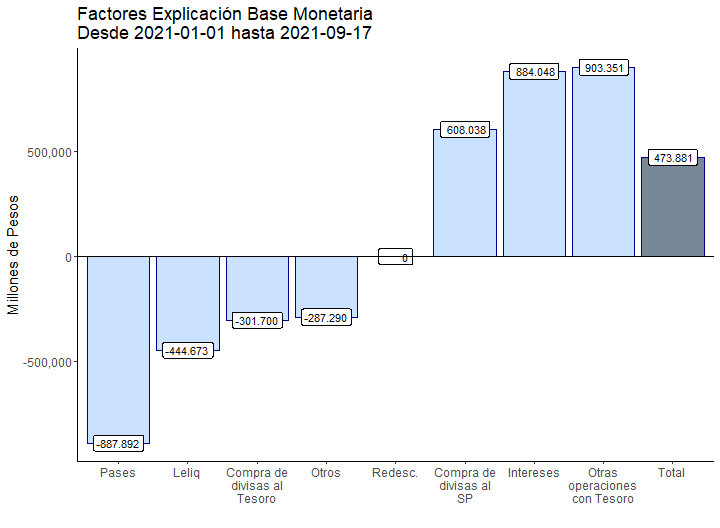 Factores Explicación Base Monetaria
Desde 2021-01-01 hasta 2021-09-17
Millones de Pesos
500,000
0
-500,000
-887.892
-444.673
-301.700
-287.290
0
608.038
884.048
903.351
473.881
Pases
Leliq
Compra de
divisas al
Tesoro
Otros
Redesc.
Compra de
divisas al
SP
Intereses
Otras
operaciones
con Tesoro
Total